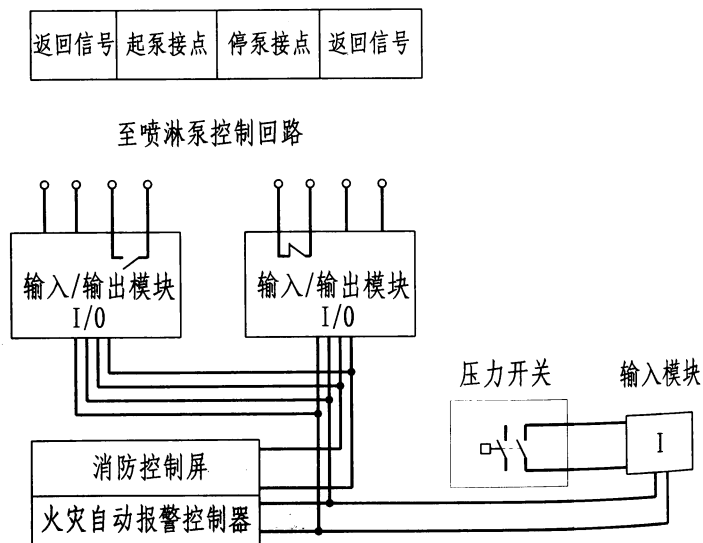 返回信号 起泵接点 停泵接点 返回信号
至喷淋泵控制回路
输入/输出模块
I/O
输入/输出模块
I/O
压力开关
输入模块
I
消防控制屏
火灾自动报警控制器